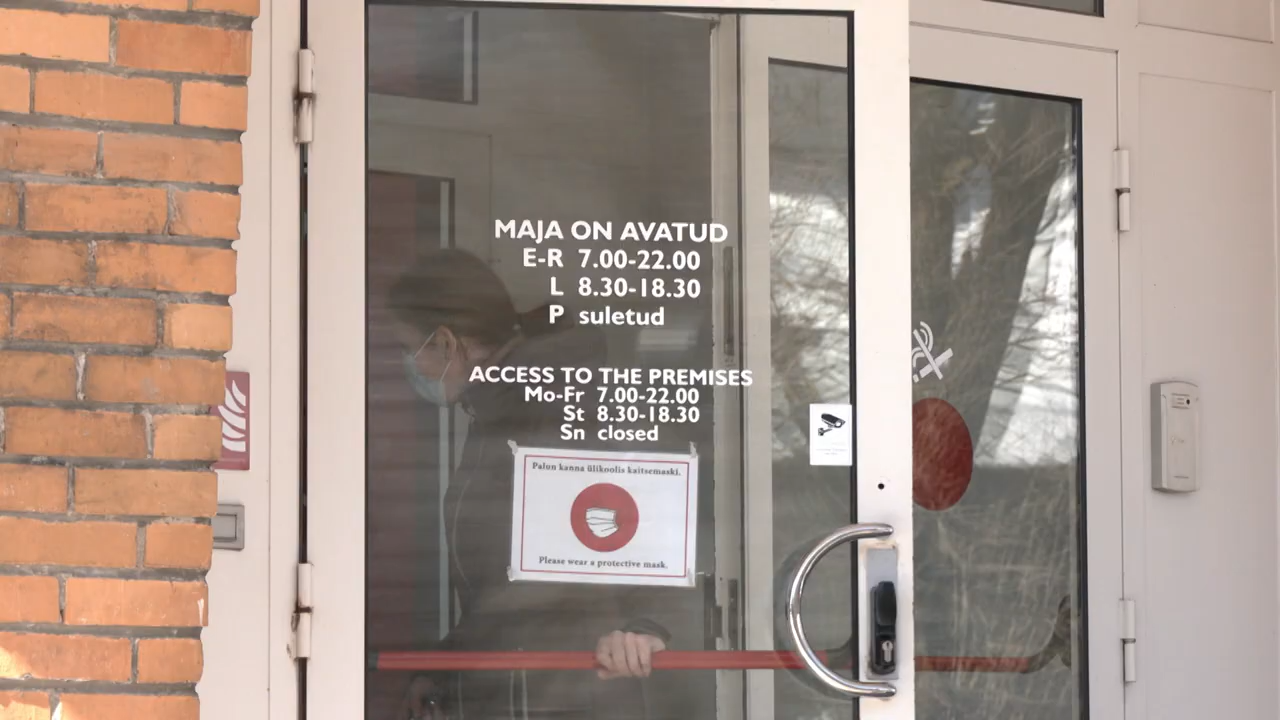 MAJA ON AVATUD
E-R 7.00-22.00
L 8.30-18.30
P suletud
ACCESS TO THE PREMISES
Mo-Fr 7.00-22.00
St 8.30-18.30
Sn closed
Palun kanna ülikoolis kaitsemaski.
Please wear a protective mask.